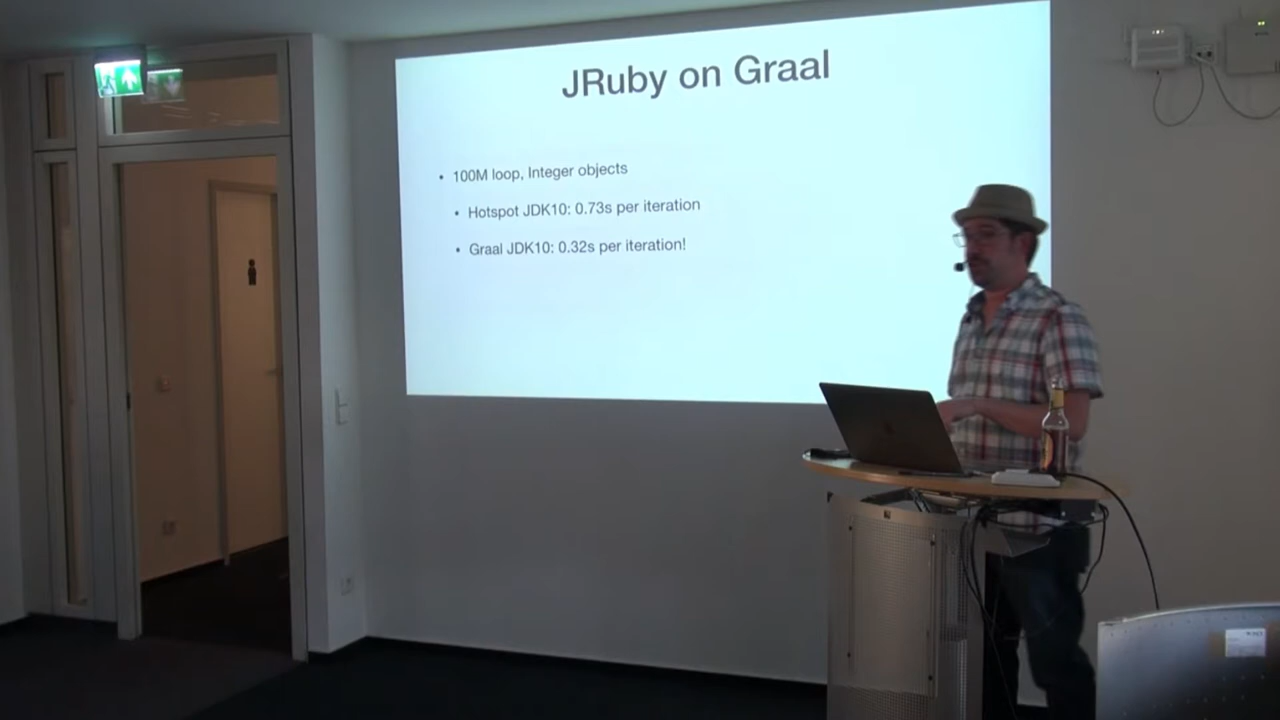 JRuby on Graal
• 100M loop, Integer objects
• Hotspot JDK10: 0.73s per iteration
• Graal JDK10: 0.32s per iteration!